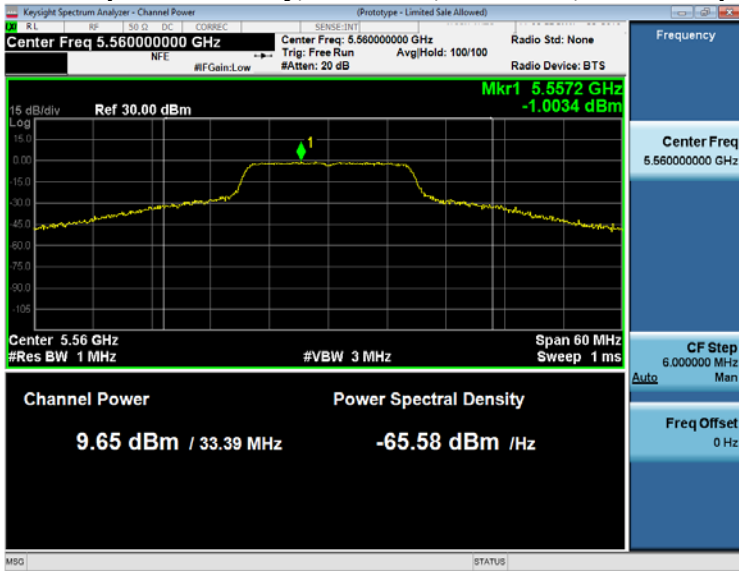 Keysight Spectrum Analyzer - Channel Power (Prototype - Limited Sale Allowed)
RL RF 50 Ω DC CORREC SENSE:INT
Center Freq 5.560000000 GHz
NFE
#IFGain:Low
Center Freq: 5.560000000 GHz
Trig: Free Run Avg|Hold: 100/100
#Atten: 20 dB
Radio Std: None
Radio Device: BTS
Frequency
Mkr1 5.5572 GHz
-1.0034 dBm
15 dB/div Ref 30.00 dBm
Log
15.0
0.00
-15.0
-30.0
-45.0
-60.0
-75.0
-90.0
-105
1
Center 5.56 GHz
#Res BW 1 MHz
#VBW 3 MHz
Span 60 MHz
Sweep 1 ms
Center Freq
5.560000000 GHz
CF Step
6.000000 MHz
Auto Man
Freq Offset
0 Hz
Channel Power
9.65 dBm / 33.39 MHz
Power Spectral Density
-65.58 dBm /Hz
MSG
STATUS